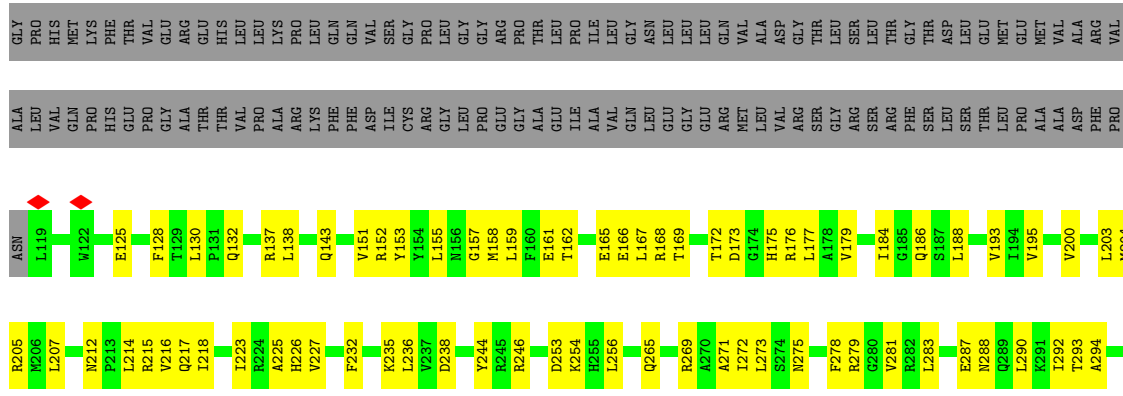 GLY PRO HIS MET LYS PHE THR VAL GLU ARG GLU HIS LEU LEU LYS PRO LEU GLN GLN VAL SER GLY PRO LEU GLY GLY ARG PRO THR LEU PRO ILE LEU GLY ASN LEU LEU LEU GLN VAL ALA ASP GLY THR LEU SER LEU THR GLY THR ASP LEU GLU MET GLU MET VAL ALA ARG VAL
ALA LEU VAL GLN PRO HIS GLU PRO GLY ALA THR THR VAL PRO ALA ARG LYS PHE PHE ASP ILE CYS ARG GLY LEU PRO GLU GLY ALA GLU ILE ALA VAL GLN LEU GLU GLY GLU ARG MET LEU VAL ARG SER GLY ARG SER ARG PHE SER LEU SER THR LEU PRO ALA ALA ASP PHE PRO
ASN L119 W122 E125 F128 T129 L130 P131 Q132 R137 L138 Q143 V151 R152 Y153 Y154 L155 N156 G157 M158 L159 F160 E161 T162 E165 E166 L167 R168 T169 T172 D173 G174 H175 R176 L177 A178 V179 I184 G185 Q186 S187 L188 V193 I194 V195 V200 L203
R205 M206 L207 N212 P213 L214 R215 V216 Q217 I218 I223 R224 A225 H226 V227 F232 K235 L236 V237 D238 Y244 R245 R246 D253 K254 H255 L256 Q265 R269 A270 A271 I272 L273 S274 N275 F278 R279 G280 V281 R282 L283 E287 N288 Q289 L290 K291 I292 T293 A294